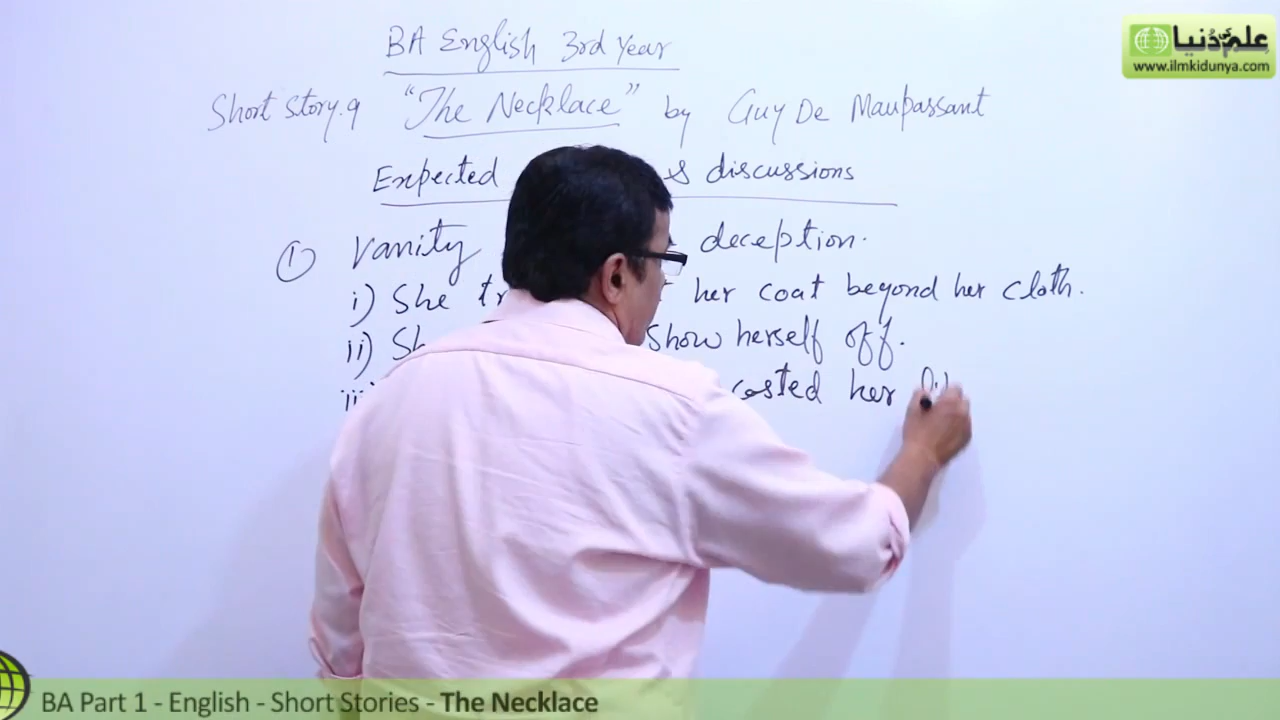 BA English 3rd Year
Short Story.9 "The Necklace" by Guy De Maupassant
Expected & discussions
① Vanity deception.
i) She her coat beyond her cloth.
ii) show herself off.
costed her
علم کی دُنیا
www.ilmkidunya.com
BA Part 1 - English - Short Stories - The Necklace